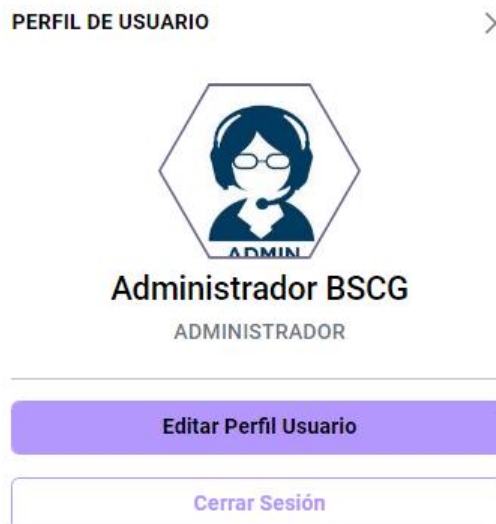 PERFIL DE USUARIO
ADMIN
Administrador BSCG
ADMINISTRADOR
Editar Perfil Usuario
Cerrar Sesión